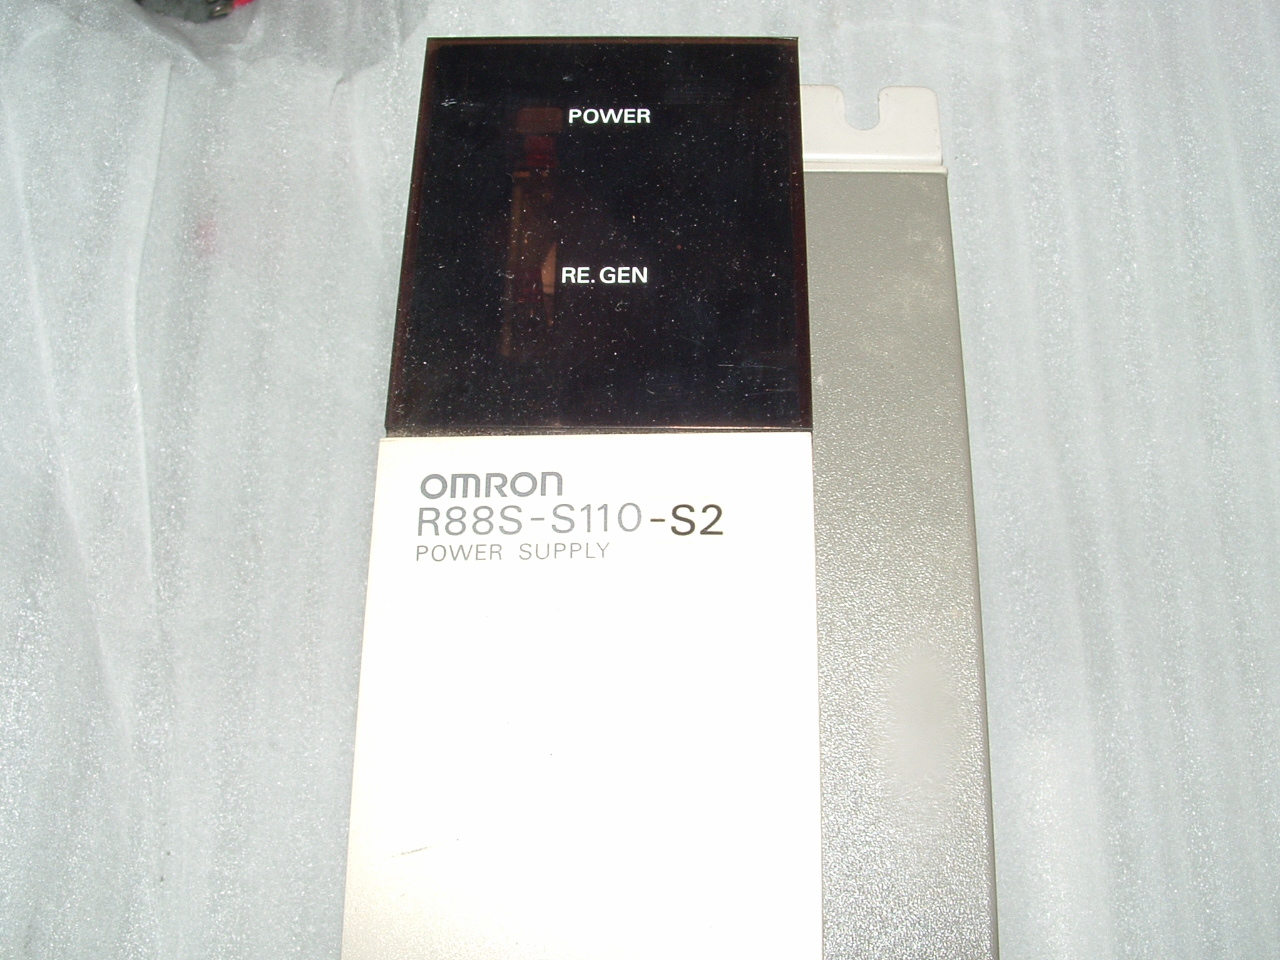 POWER
RE. GEN
OMRON
R88S-S110-S2
POWER SUPPLY